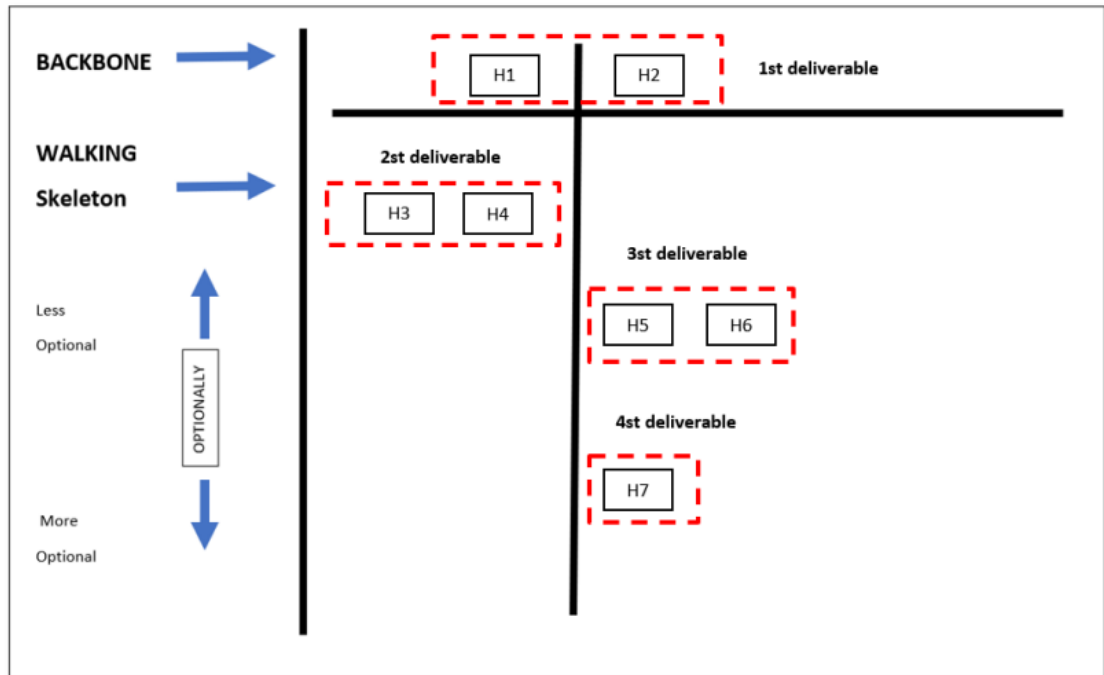 BACKBONE
H1
H2
1st deliverable
WALKING
Skeleton
2st deliverable
H3
H4
3st deliverable
Less
Optional
H5
H6
OPTIONALLY
4st deliverable
H7
More
Optional